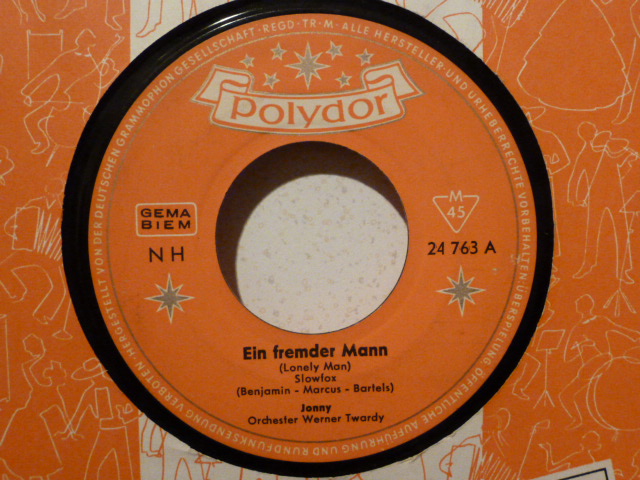 HERGESTELLT VON DER DEUTSCHEN GRAMMOPHON GESELLSCHAFT · REGD · TR · M · ALLE HERSTELLER - UND URHEBERRECHTE VORBEHALTEN / ÜBERSPIELUNG ÖFFENTLICHE AUFFÜHRUNG UND RUNDFUNKSENDUNG VERBOTEN
Polydor
GEMA
BIEM
M
45
NH
24 763 A
Ein fremder Mann
(Lonely Man)
Slowfox
(Benjamin - Marcus - Bartels)
Jonny
Orchester Werner Twardy